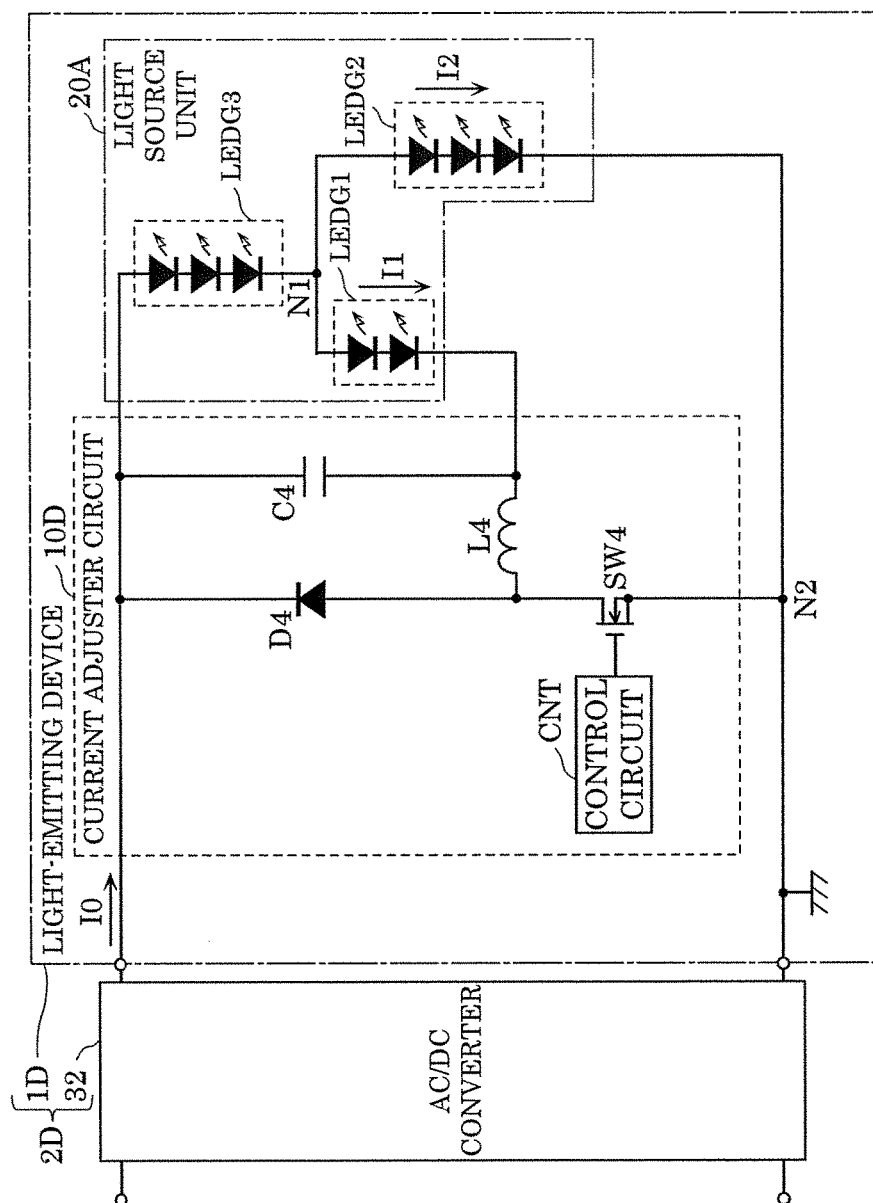 2D
1D
32
LIGHT-EMITTING DEVICE
10D
CURRENT ADJUSTER CIRCUIT
20A
LIGHT
SOURCE
UNIT
LEDG3
LEDG2
I2
LEDG1
I1
N1
I0
C4
D4
L4
SW4
CNT
CONTROL
CIRCUIT
N2
AC/DC
CONVERTER